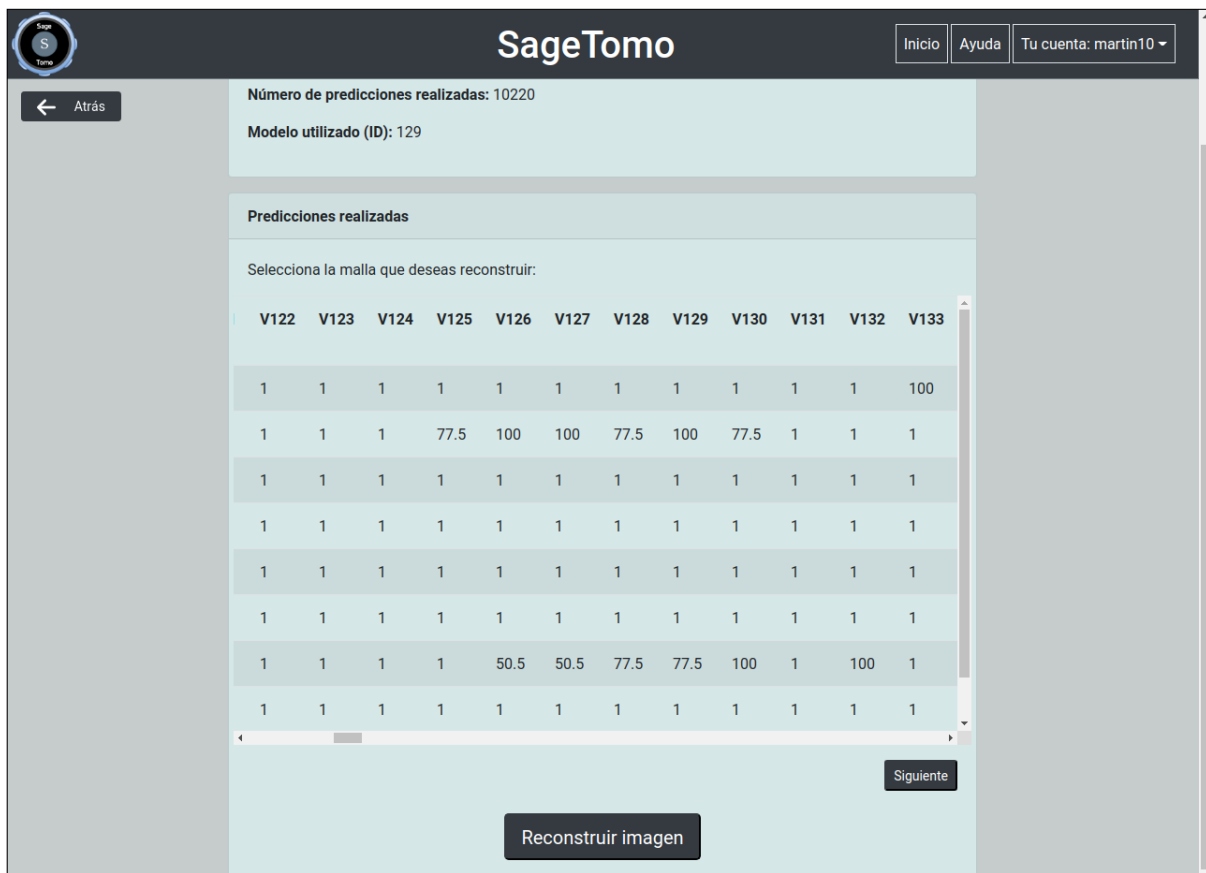 Sage
S
Tomo
SageTomo
Inicio Ayuda Tu cuenta: martin10
Atrás
Número de predicciones realizadas: 10220
Modelo utilizado (ID): 129
Predicciones realizadas
Selecciona la malla que deseas reconstruir:
V122 V123 V124 V125 V126 V127 V128 V129 V130 V131 V132 V133
1 1 1 1 1 1 1 1 1 1 1 100
1 1 1 77.5 100 100 77.5 100 77.5 1 1 1
1 1 1 1 1 1 1 1 1 1 1 1
1 1 1 1 1 1 1 1 1 1 1 1
1 1 1 1 1 1 1 1 1 1 1 1
1 1 1 1 1 1 1 1 1 1 1 1
1 1 1 1 50.5 50.5 77.5 77.5 100 1 100 1
1 1 1 1 1 1 1 1 1 1 1 1
Siguiente
Reconstruir imagen